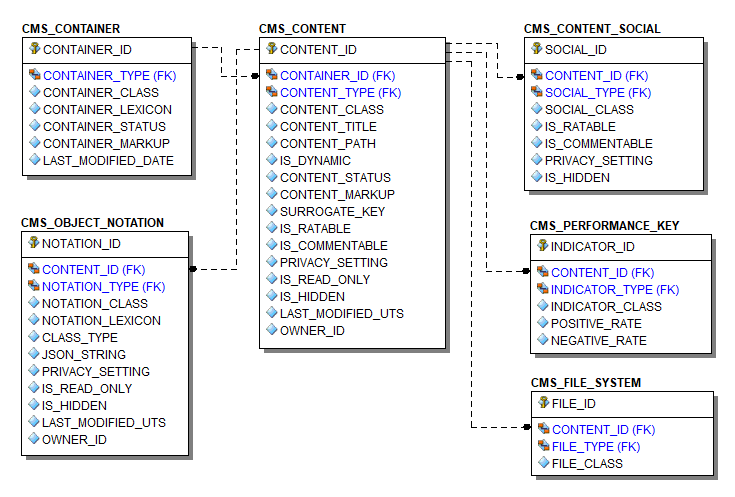 CMS_CONTAINER
CONTAINER_ID
CONTAINER_TYPE (FK)
CONTAINER_CLASS
CONTAINER_LEXICON
CONTAINER_STATUS
CONTAINER_MARKUP
LAST_MODIFIED_DATE
CMS_OBJECT_NOTATION
NOTATION_ID
CONTENT_ID (FK)
NOTATION_TYPE (FK)
NOTATION_CLASS
NOTATION_LEXICON
CLASS_TYPE
JSON_STRING
PRIVACY_SETTING
IS_READ_ONLY
IS_HIDDEN
LAST_MODIFIED_UTS
OWNER_ID
CMS_CONTENT
CONTENT_ID
CONTAINER_ID (FK)
CONTENT_TYPE (FK)
CONTENT_CLASS
CONTENT_TITLE
CONTENT_PATH
IS_DYNAMIC
CONTENT_STATUS
CONTENT_MARKUP
SURROGATE_KEY
IS_RATABLE
IS_COMMENTABLE
PRIVACY_SETTING
IS_READ_ONLY
IS_HIDDEN
LAST_MODIFIED_UTS
OWNER_ID
CMS_CONTENT_SOCIAL
SOCIAL_ID
CONTENT_ID (FK)
SOCIAL_TYPE (FK)
SOCIAL_CLASS
IS_RATABLE
IS_COMMENTABLE
PRIVACY_SETTING
IS_HIDDEN
CMS_PERFORMANCE_KEY
INDICATOR_ID
CONTENT_ID (FK)
INDICATOR_TYPE (FK)
INDICATOR_CLASS
POSITIVE_RATE
NEGATIVE_RATE
CMS_FILE_SYSTEM
FILE_ID
CONTENT_ID (FK)
FILE_TYPE (FK)
FILE_CLASS